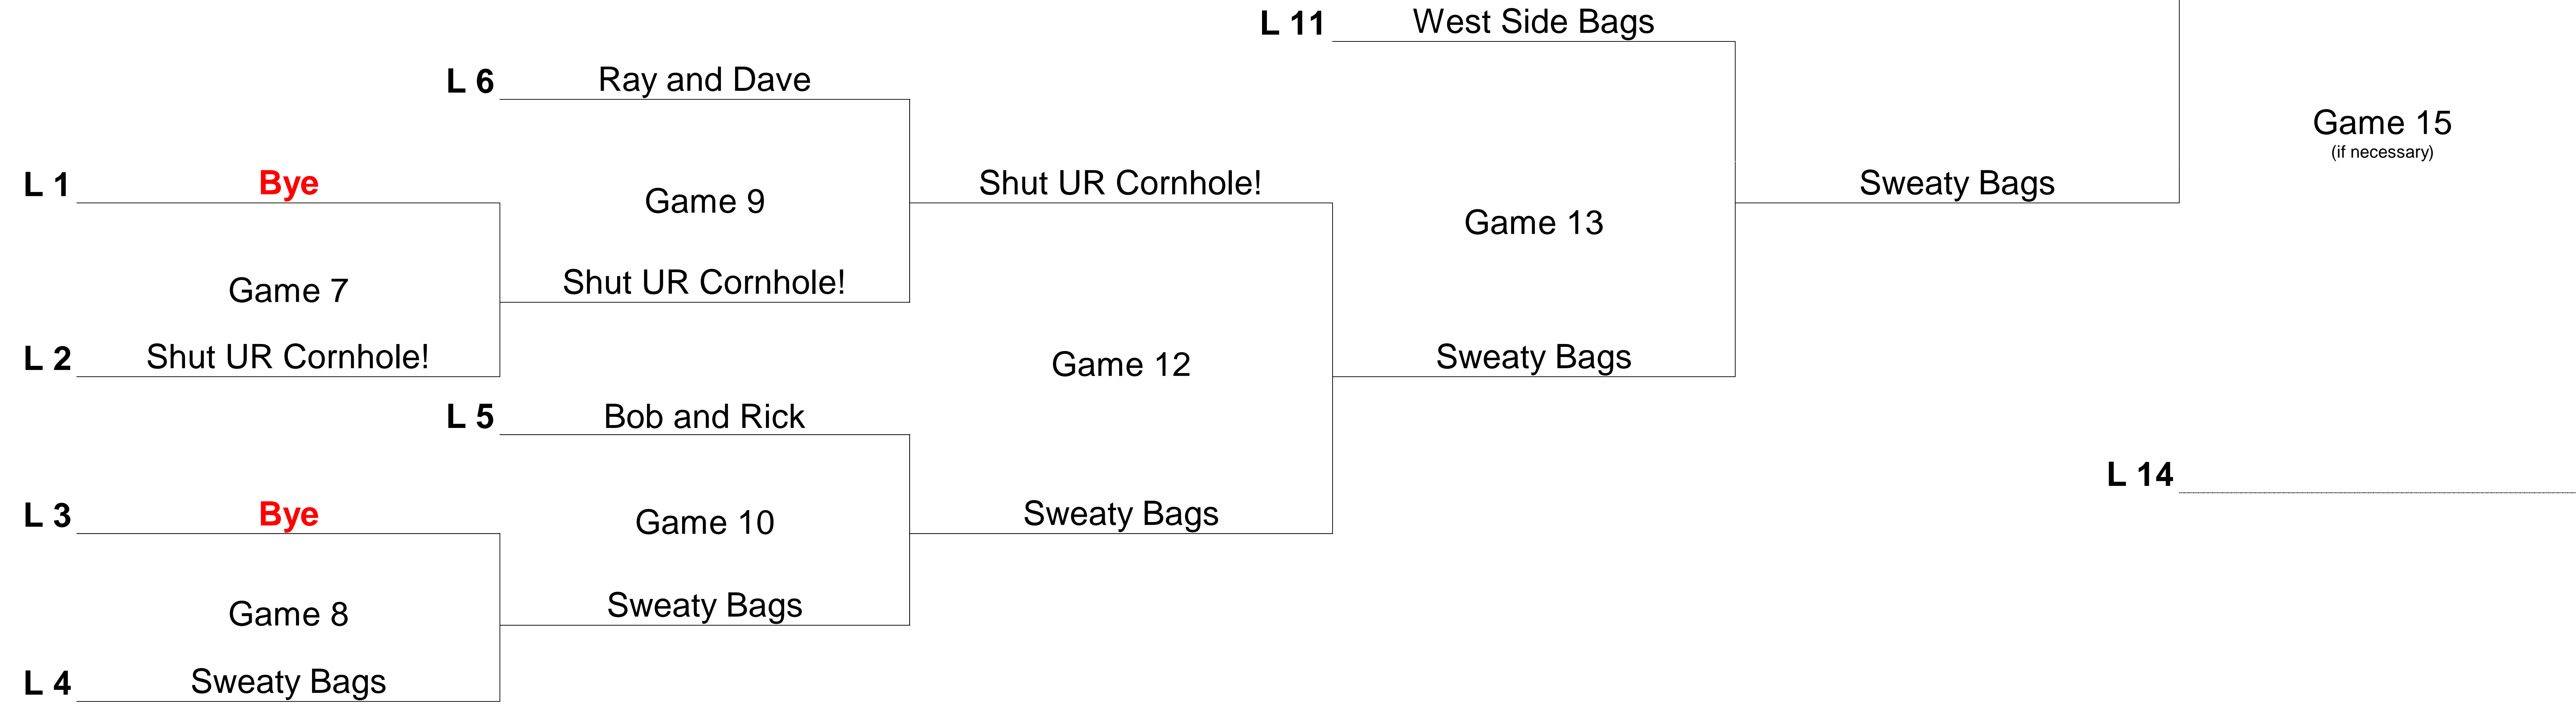 L 11 West Side Bags
L 6 Ray and Dave
Game 15
(if necessary)
L 1 Bye
Game 9
Shut UR Cornhole!
Sweaty Bags
Game 13
Game 7
Shut UR Cornhole!
L 2 Shut UR Cornhole!
Game 12
Sweaty Bags
L 5 Bob and Rick
L 14
L 3 Bye
Game 10
Sweaty Bags
Game 8
Sweaty Bags
L 4 Sweaty Bags